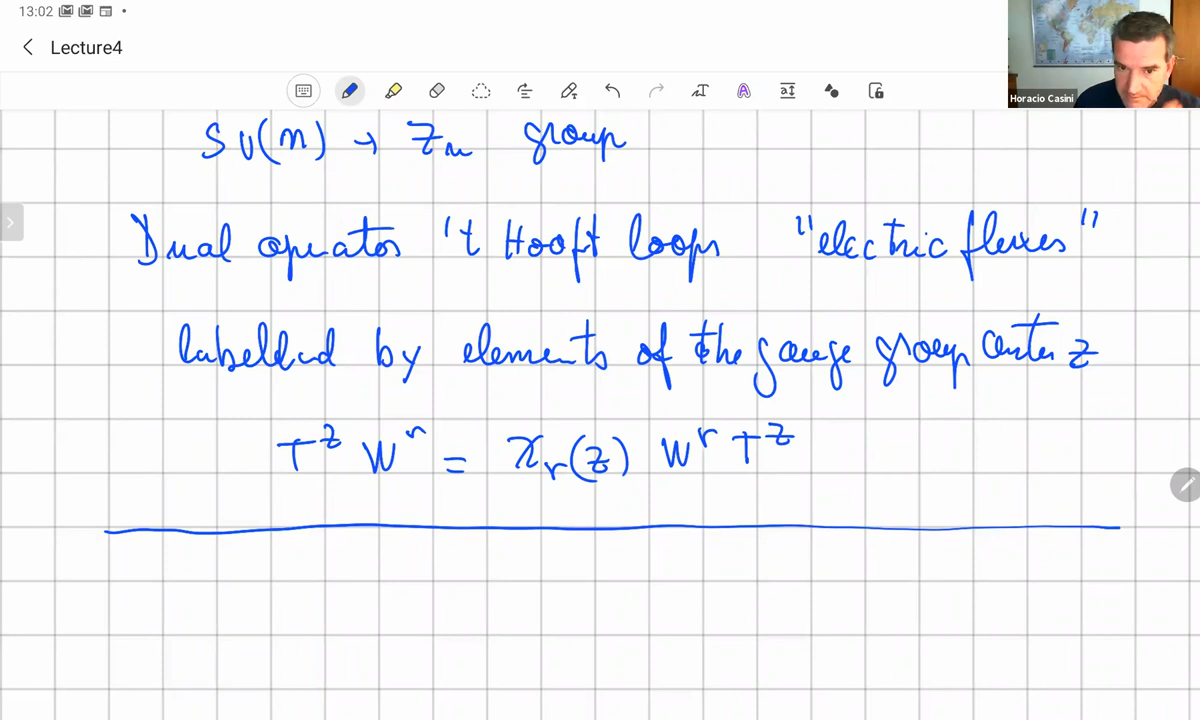 13:02
Lecture4
Horacio Casini
SU(n) → Zn group
Dual operator 't Hooft loops "electric fluxes"
labelled by elements of the gauge group center z
T^z W^r = χ_r(z) W^r T^z